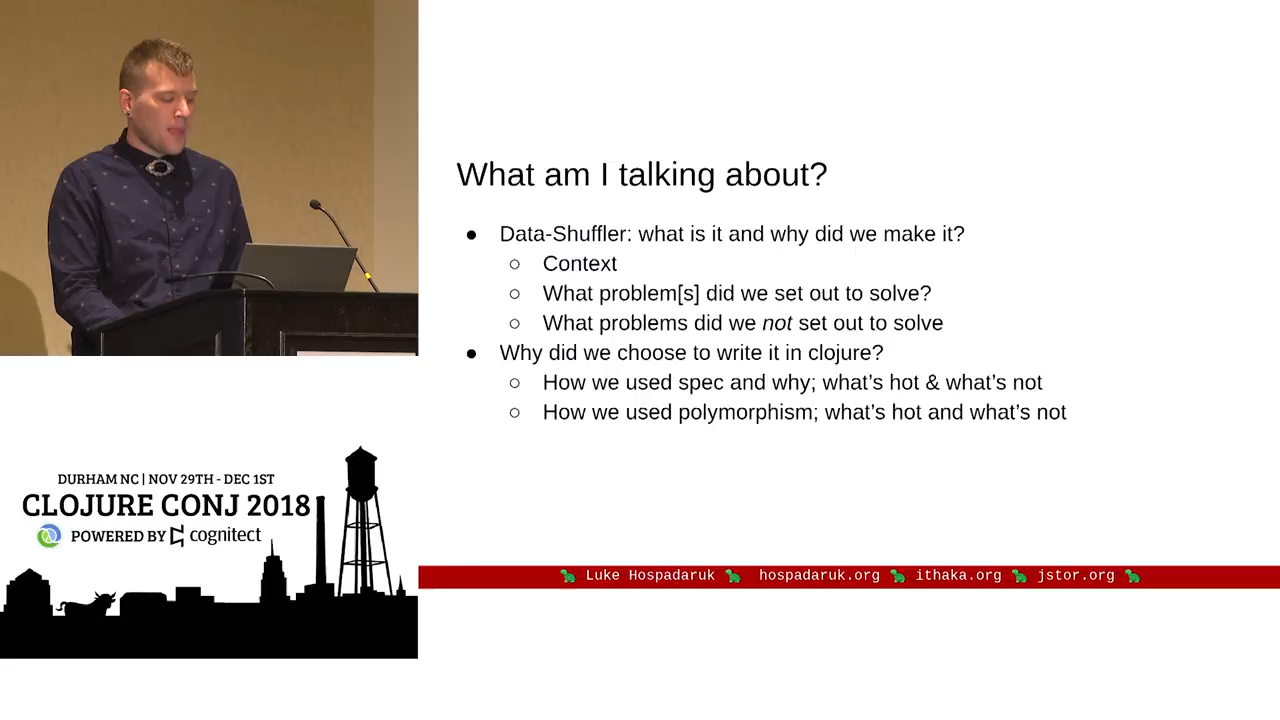 What am I talking about?
● Data-Shuffler: what is it and why did we make it?
○ Context
○ What problem[s] did we set out to solve?
○ What problems did we not set out to solve
● Why did we choose to write it in clojure?
○ How we used spec and why; what's hot & what's not
○ How we used polymorphism; what's hot and what's not
DURHAM NC | NOV 29TH - DEC 1ST
CLOJURE CONJ 2018
POWERED BY cognitect
🦕 Luke Hospadaruk 🦕 hospadaruk.org 🦕 ithaka.org 🦕 jstor.org 🦕